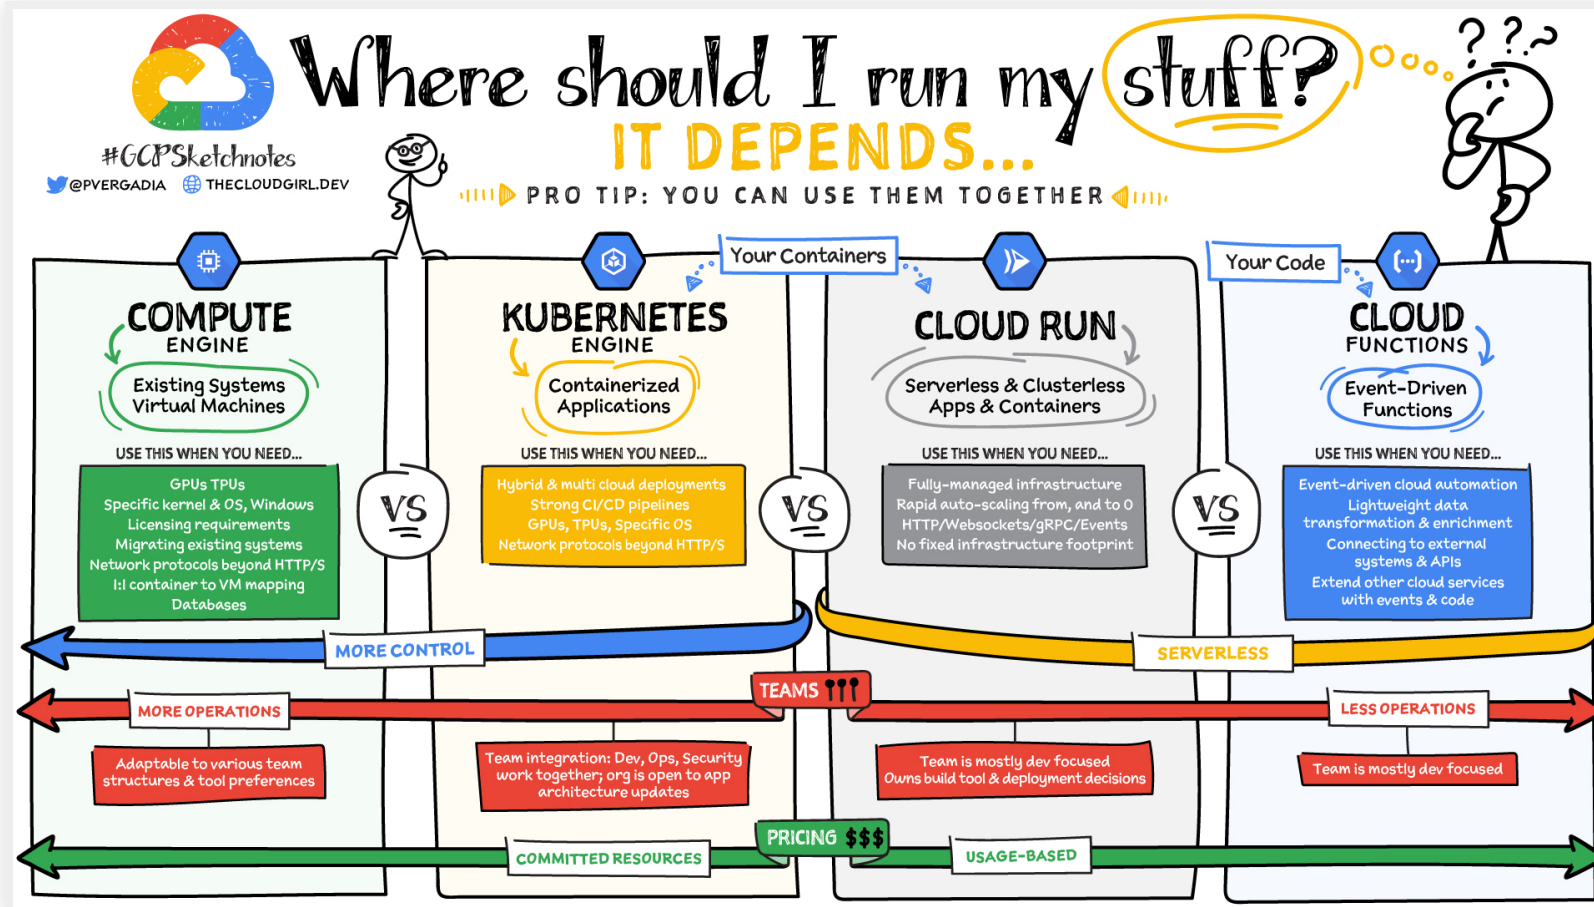 Where should I run my stuff?
? ? . ?
IT DEPENDS...
#GCPSketchnotes
@PVERGADIA THECLOUDGIRL.DEV
PRO TIP: YOU CAN USE THEM TOGETHER
Your Containers
Your Code
COMPUTE
ENGINE
Existing Systems
Virtual Machines
USE THIS WHEN YOU NEED...
GPUs TPUs
Specific kernel & OS, Windows
Licensing requirements
Migrating existing systems
Network protocols beyond HTTP/S
1:1 container to VM mapping
Databases
VS
KUBERNETES
ENGINE
Containerized
Applications
USE THIS WHEN YOU NEED...
Hybrid & multi cloud deployments
Strong CI/CD pipelines
GPUs, TPUs, Specific OS
Network protocols beyond HTTP/S
VS
CLOUD RUN
Serverless & Clusterless
Apps & Containers
USE THIS WHEN YOU NEED...
Fully-managed infrastructure
Rapid auto-scaling from, and to 0
HTTP/Websockets/gRPC/Events
No fixed infrastructure footprint
VS
CLOUD
FUNCTIONS
Event-Driven
Functions
USE THIS WHEN YOU NEED...
Event-driven cloud automation
Lightweight data
transformation & enrichment
Connecting to external
systems & APIs
Extend other cloud services
with events & code
MORE CONTROL
SERVERLESS
TEAMS
MORE OPERATIONS
LESS OPERATIONS
Adaptable to various team
structures & tool preferences
Team integration: Dev, Ops, Security
work together; org is open to app
architecture updates
Team is mostly dev focused
Owns build tool & deployment decisions
Team is mostly dev focused
PRICING $$$
COMMITTED RESOURCES
USAGE-BASED